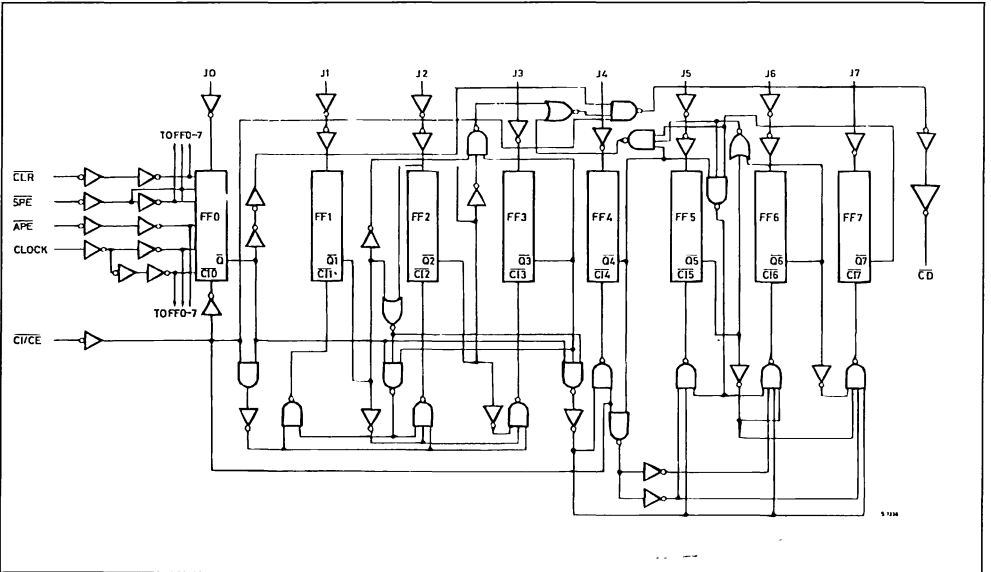 J0 J1 J2 J3 J4 J5 J6 J7
TO FF0-7
CLR
SPE
APE
CLOCK
FF0 FF1 FF2 FF3 FF4 FF5 FF6 FF7
Q Q1 Q2 Q3 Q4 Q5 Q6 Q7
CI0 CI1 CI2 CI3 CI4 CI5 CI6 CI7
CO
TO FF0-7
CI/CE